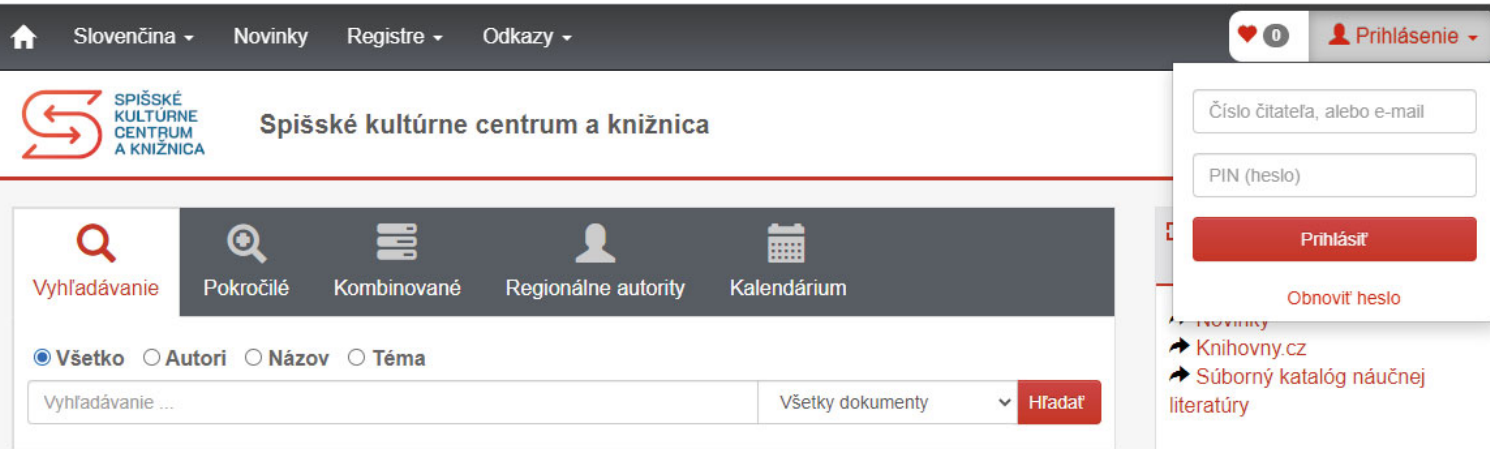 Slovenčina Novinky Registre Odkazy 0 Prihlásenie
SPIŠSKÉ
KULTÚRNE
CENTRUM
A KNIŽNICA
Spišské kultúrne centrum a knižnica
Číslo čitateľa, alebo e-mail
PIN (heslo)
Prihlásiť
Obnoviť heslo
Vyhľadávanie Pokročilé Kombinované Regionálne autority Kalendárium
Všetko Autori Názov Téma
Vyhľadávanie ... Všetky dokumenty Hľadať
Novinky
Knihovny.cz
Súborný katalóg náučnej
literatúry